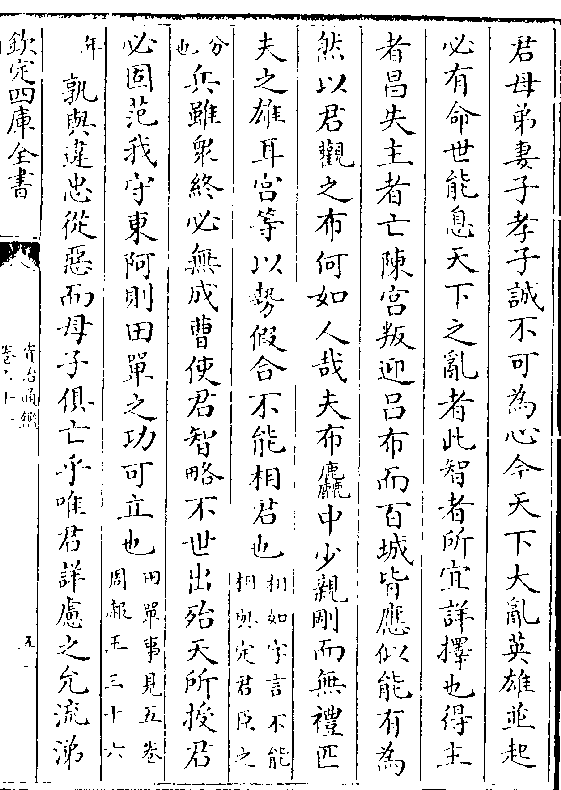 君母弟妻子孝子誠不可為心今天下大亂英雄並起
必有命世能息天下之亂者此智者所宜詳擇也得主
者昌失主者亡陳宮叛迎呂布而百城皆應似能有為
然以君觀之布何如人哉夫布麤中少親剛而無禮匹
夫之雄耳宮等以勢假合不能相君也相如字言不能相與定君臣之
分也兵雖衆終必無成曹使君智略不世出殆天所授君
必固范我守東阿則田單之功可立也田單事見五卷周赧王三十六
年孰與違忠從惡而母子俱亡乎唯君詳慮之允流涕
欽定四庫全書
資治通鑑
卷六十一
五